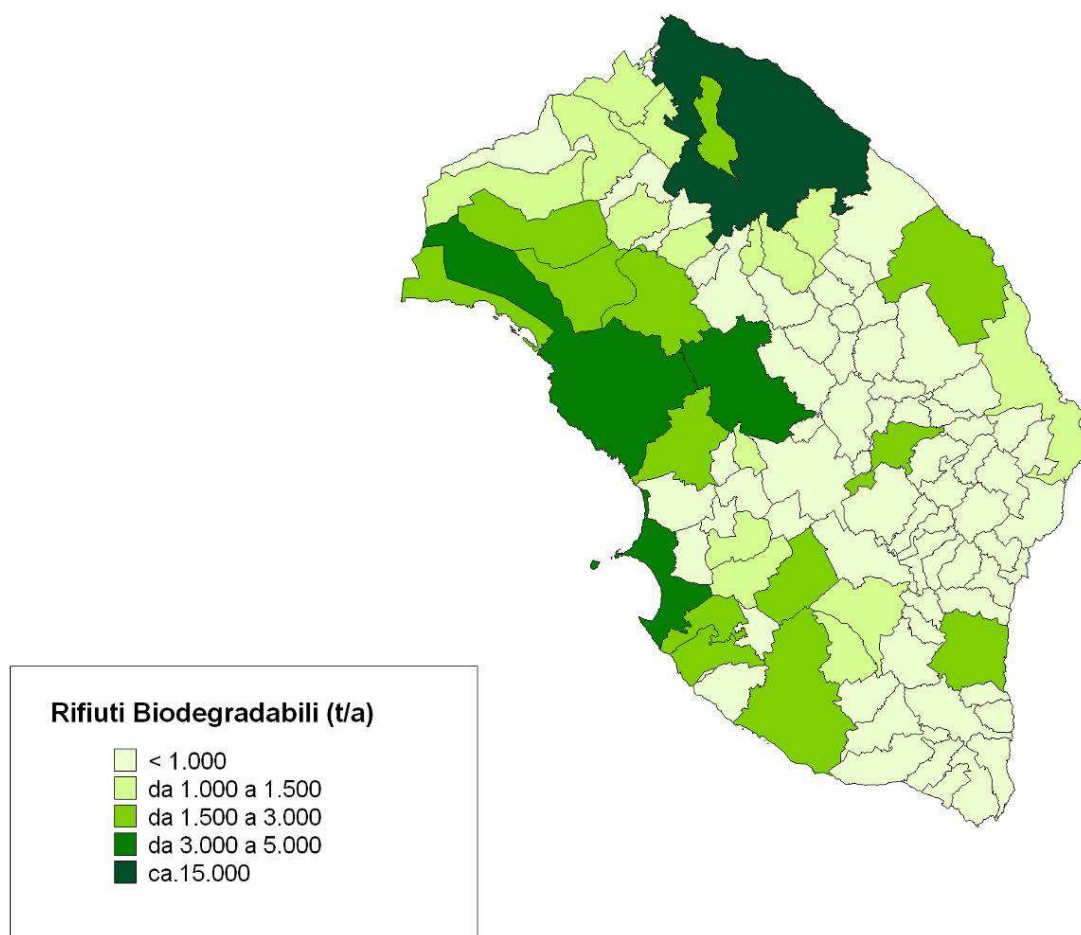 Rifiuti Biodegradabili (t/a)
< 1.000
da 1.000 a 1.500
da 1.500 a 3.000
da 3.000 a 5.000
ca.15.000